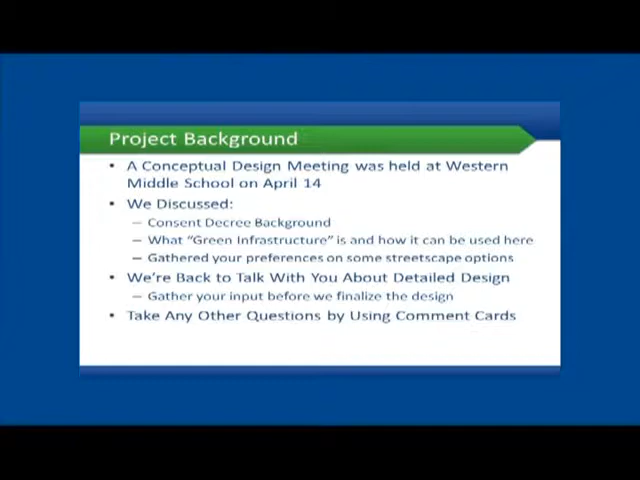 Project Background
• A Conceptual Design Meeting was held at Western
Middle School on April 14
• We Discussed:
– Consent Decree Background
– What “Green Infrastructure” is and how it can be used here
– Gathered your preferences on some streetscape options
• We’re Back to Talk With You About Detailed Design
– Gather your input before we finalize the design
• Take Any Other Questions by Using Comment Cards